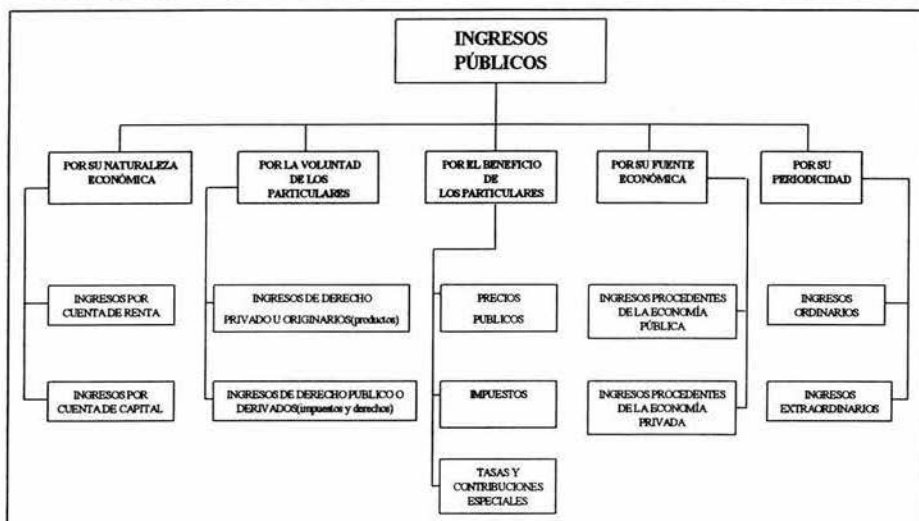 INGRESOS
PÚBLICOS
POR SU NATURALEZA
ECONÓMICA
POR LA VOLUNTAD
DE LOS
PARTICULARES
POR EL BENEFICIO
DE
LOS PARTICULARES
POR SU FUENTE
ECONÓMICA
POR SU
PERIODICIDAD
INGRESOS POR
CUENTA DE RENTA
INGRESOS DE DERECHO
PRIVADO U ORIGINARIOS(productos)
PRECIOS
PUBLICOS
INGRESOS PROCEDENTES
DE LA ECONOMÍA
PÚBLICA
INGRESOS
ORDINARIOS
INGRESOS POR
CUENTA DE CAPITAL
INGRESOS DE DERECHO PUBLICO O
DERIVADOS(impuestos y derechos)
IMPUESTOS
INGRESOS PROCEDENTES
DE LA ECONOMÍA
PRIVADA
INGRESOS
EXTRAORDINARIOS
TASAS Y
CONTRIBUCIONES
ESPECIALES